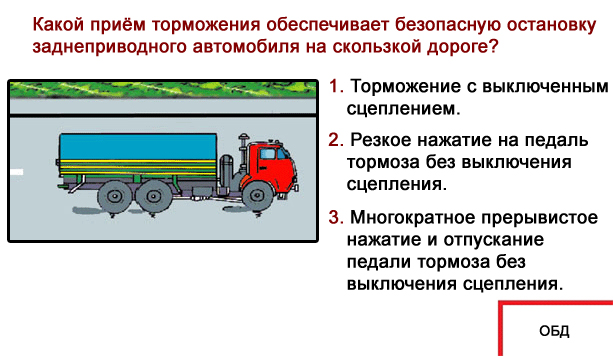 Какой приём торможения обеспечивает безопасную остановку
заднеприводного автомобиля на скользкой дороге?
1. Торможение с выключенным
сцеплением.
2. Резкое нажатие на педаль
тормоза без выключения
сцепления.
3. Многократное прерывистое
нажатие и отпускание
педали тормоза без
выключения сцепления.
ОБД